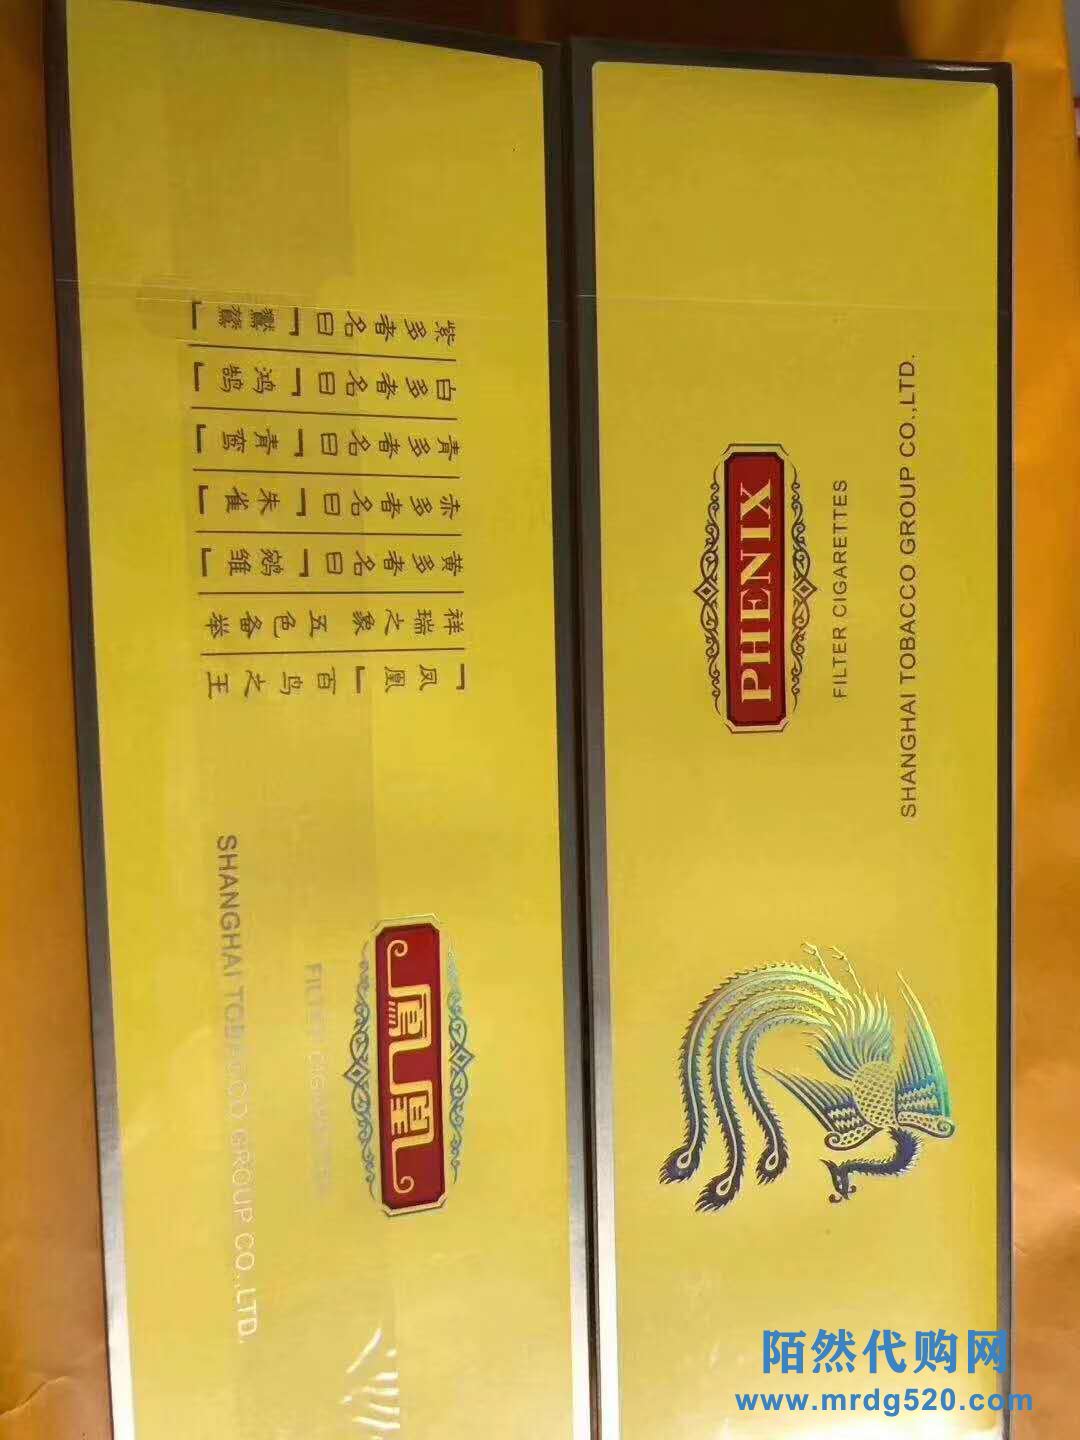 「凤凰」百鸟之王
祥瑞之象 五色备举
黄多者名曰「鹓雏」
赤多者名曰「朱雀」
青多者名曰「青鸾」
白多者名曰「鸿鹄」
紫多者名曰「鸑鷟」
鳳凰
FILTER CIGARETTES
SHANGHAI TOBACCO GROUP CO.,LTD.
PHENIX
FILTER CIGARETTES
SHANGHAI TOBACCO GROUP CO.,LTD.
陌然代购网
www.mrdg520.com